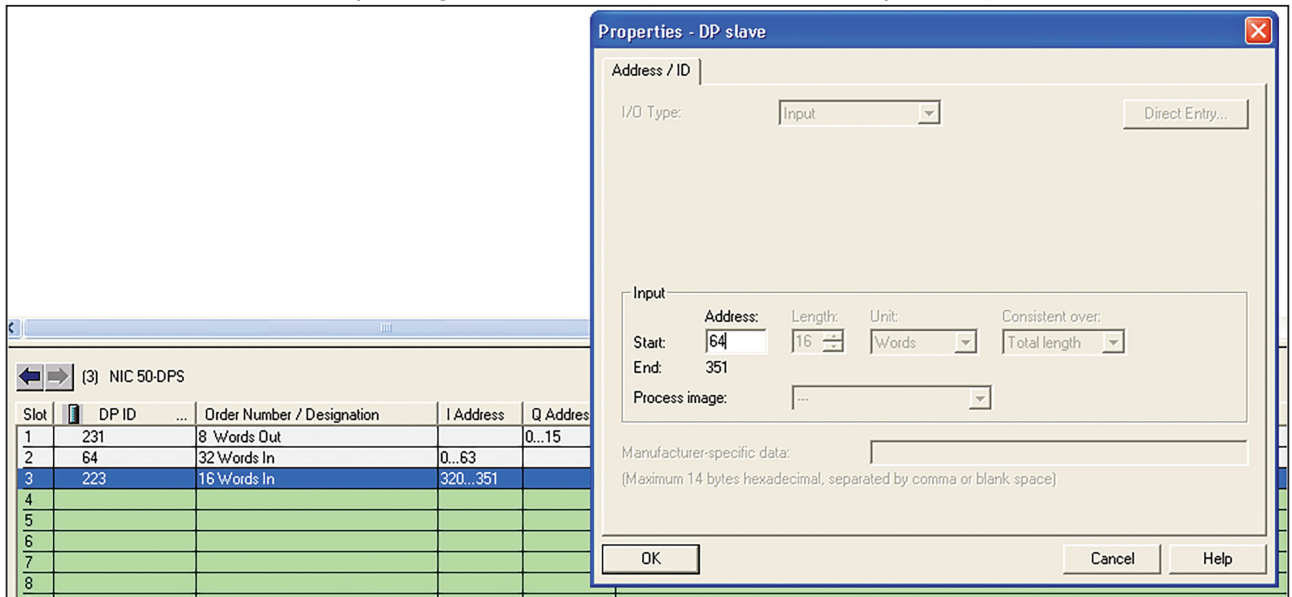 Properties - DP slave
Address / ID
I/O Type: Input Direct Entry...
Input
Address: Length: Unit: Consistent over:
Start: 64 16 Words Total length
End: 351
Process image: ---
Manufacturer-specific data:
(Maximum 14 bytes hexadecimal, separated by comma or blank space)
OK Cancel Help
(3) NIC 50-DPS
Slot DP ID ... Order Number / Designation I Address Q Addres
1 231 8 Words Out 0...15
2 64 32 Words In 0...63
3 223 16 Words In 320...351
4
5
6
7
8